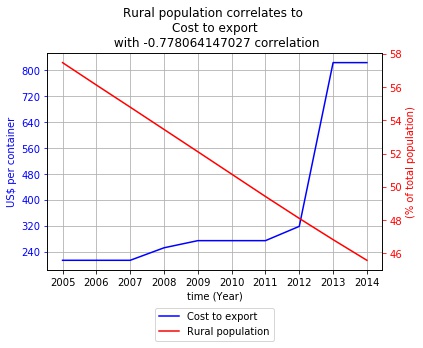 Rural population correlates to
Cost to export
with -0.778064147027 correlation
58
800
56
720
54
640
52
560
50
480
400
48
320
46
240
US$ per container
(% of total population)
2005 2006 2007 2008 2009 2010 2011 2012 2013 2014
time (Year)
Cost to export
Rural population